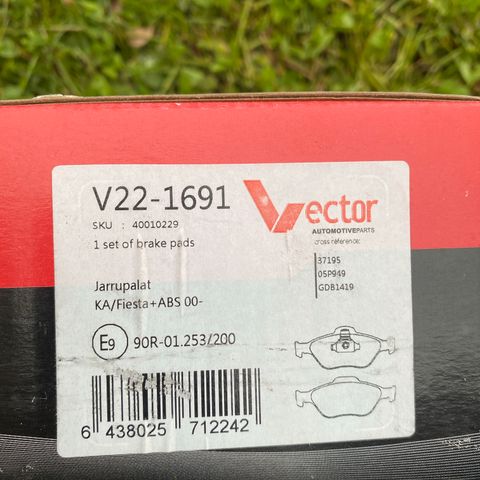 V22-1691
SKU : 40010229
1 set of brake pads
Vector
AUTOMOTIVEPARTS
cross reference:
37195
05P949
GDB1419
Jarrupalat
KA/Fiesta+ABS 00-
E9 90R-01.253/200
6 438025 712242